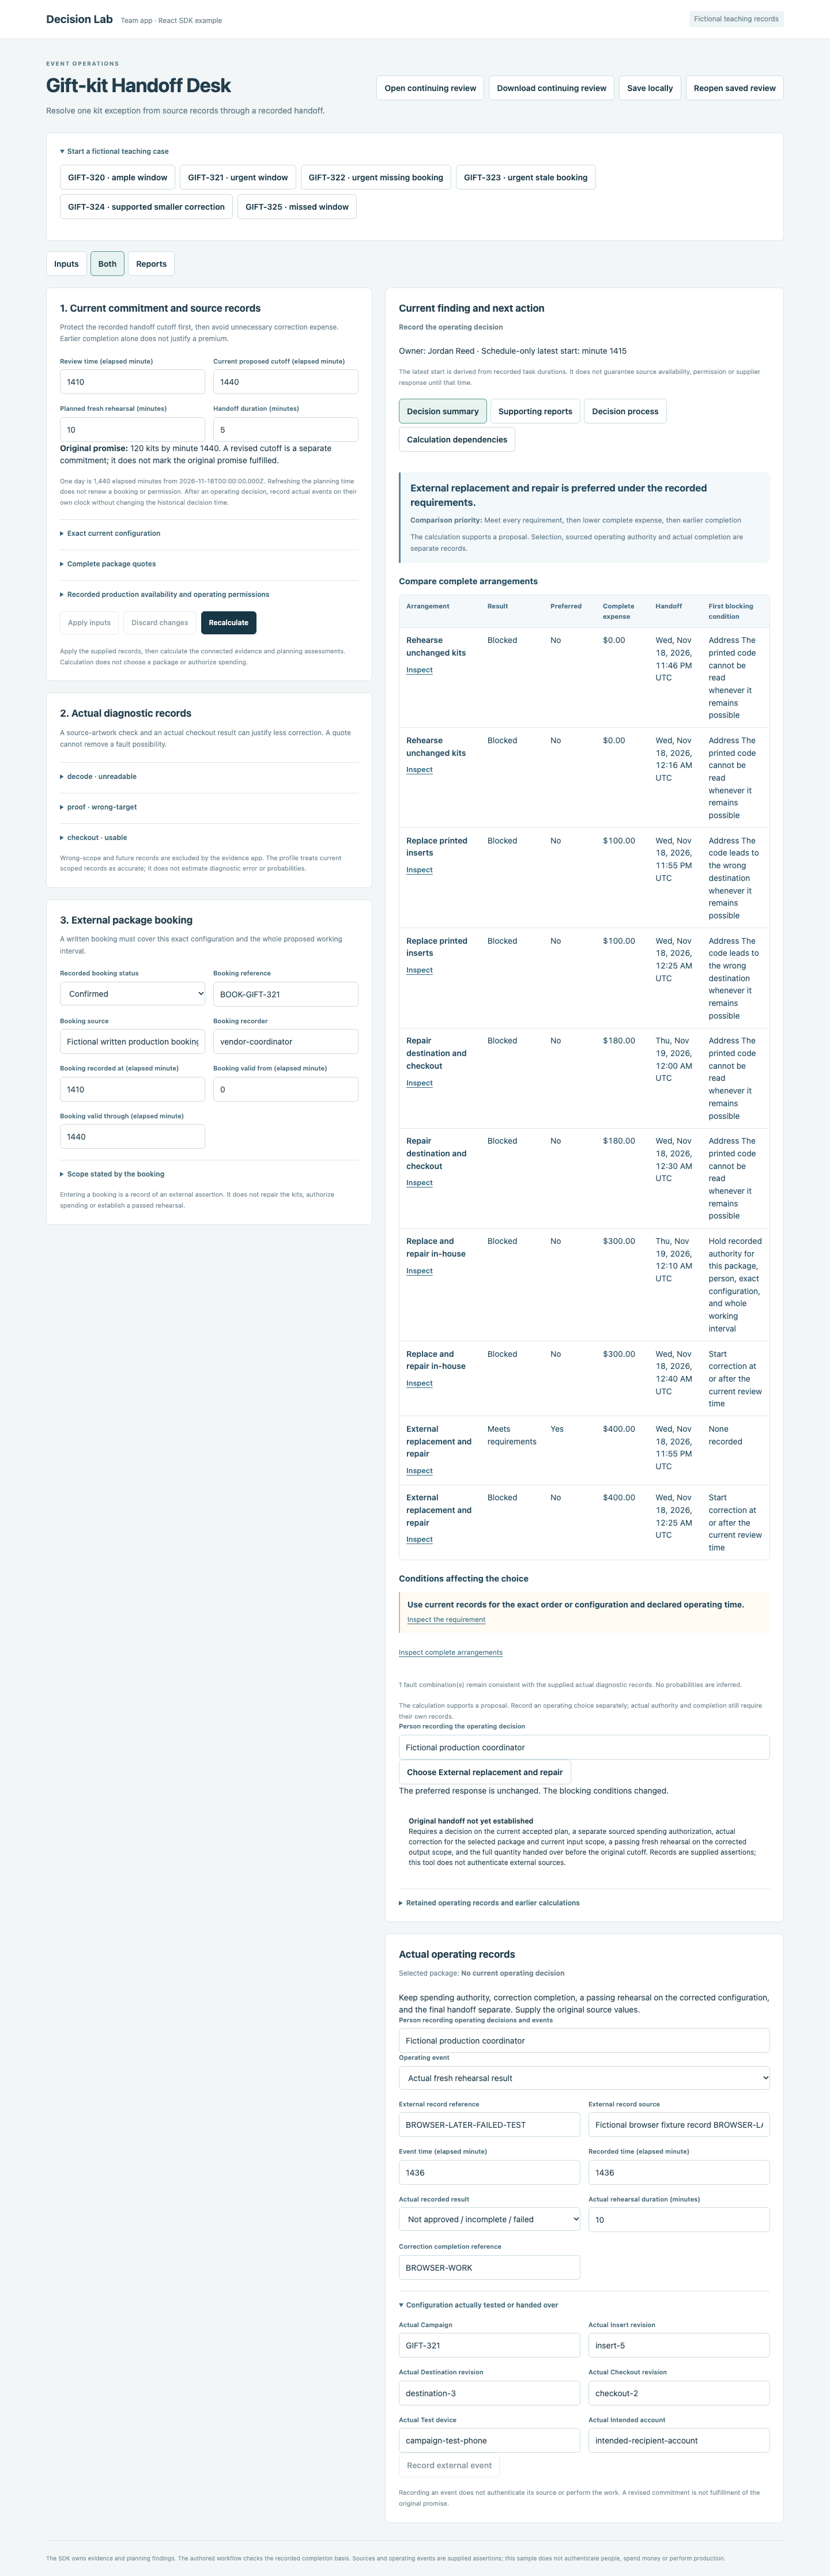 Decision Lab Team app · React SDK example
Fictional teaching records
EVENT OPERATIONS
Gift-kit Handoff Desk
Resolve one kit exception from source records through a recorded handoff.
Open continuing review
Download continuing review
Save locally
Reopen saved review
▼ Start a fictional teaching case
GIFT-320 · ample window
GIFT-321 · urgent window
GIFT-322 · urgent missing booking
GIFT-323 · urgent stale booking
GIFT-324 · supported smaller correction
GIFT-325 · missed window
Inputs
Both
Reports
1. Current commitment and source records
Protect the recorded handoff cutoff first, then avoid unnecessary correction expense.
Earlier completion alone does not justify a premium.
Review time (elapsed minute)
Current proposed cutoff (elapsed minute)
1410
1440
Planned fresh rehearsal (minutes)
Handoff duration (minutes)
10
5
Original promise: 120 kits by minute 1440. A revised cutoff is a separate
commitment; it does not mark the original promise fulfilled.
One day is 1,440 elapsed minutes from 2026-11-18T00:00:00.000Z. Refreshing the planning time
does not renew a booking or permission. After an operating decision, record actual events on their
own clock without changing the historical decision time.
▶ Exact current configuration
▶ Complete package quotes
▶ Recorded production availability and operating permissions
Apply inputs
Discard changes
Recalculate
Apply the supplied records, then calculate the connected evidence and planning assessments.
Calculation does not choose a package or authorize spending.
2. Actual diagnostic records
A source-artwork check and an actual checkout result can justify less correction. A quote
cannot remove a fault possibility.
▶ decode · unreadable
▶ proof · wrong-target
▶ checkout · usable
Wrong-scope and future records are excluded by the evidence app. The profile treats current
scoped records as accurate; it does not estimate diagnostic error or probabilities.
3. External package booking
A written booking must cover this exact configuration and the whole proposed working
interval.
Recorded booking status
Booking reference
Confirmed
BOOK-GIFT-321
Booking source
Booking recorder
Fictional written production booking
vendor-coordinator
Booking recorded at (elapsed minute)
Booking valid from (elapsed minute)
1410
0
Booking valid through (elapsed minute)
1440
▶ Scope stated by the booking
Entering a booking is a record of an external assertion. It does not repair the kits, authorize
spending or establish a passed rehearsal.
Current finding and next action
Record the operating decision
Owner: Jordan Reed · Schedule-only latest start: minute 1415
The latest start is derived from recorded task durations. It does not guarantee source availability, permission or supplier
response until that time.
Decision summary
Supporting reports
Decision process
Calculation dependencies
External replacement and repair is preferred under the recorded
requirements.
Comparison priority: Meet every requirement, then lower complete expense, then earlier completion
The calculation supports a proposal. Selection, sourced operating authority and actual completion are
separate records.
Compare complete arrangements
Arrangement Result Preferred Complete expense Handoff First blocking condition
Rehearse unchanged kits Inspect Blocked No $0.00 Wed, Nov 18, 2026, 11:46 PM UTC Address The printed code cannot be read whenever it remains possible
Rehearse unchanged kits Inspect Blocked No $0.00 Wed, Nov 18, 2026, 12:16 AM UTC Address The printed code cannot be read whenever it remains possible
Replace printed inserts Inspect Blocked No $100.00 Wed, Nov 18, 2026, 11:55 PM UTC Address The code leads to the wrong destination whenever it remains possible
Replace printed inserts Inspect Blocked No $100.00 Wed, Nov 18, 2026, 12:25 AM UTC Address The code leads to the wrong destination whenever it remains possible
Repair destination and checkout Inspect Blocked No $180.00 Thu, Nov 19, 2026, 12:00 AM UTC Address The printed code cannot be read whenever it remains possible
Repair destination and checkout Inspect Blocked No $180.00 Wed, Nov 18, 2026, 12:30 AM UTC Address The printed code cannot be read whenever it remains possible
Replace and repair in-house Inspect Blocked No $300.00 Thu, Nov 19, 2026, 12:10 AM UTC Hold recorded authority for this package, person, exact configuration, and whole working interval
Replace and repair in-house Inspect Blocked No $300.00 Wed, Nov 18, 2026, 12:40 AM UTC Start correction at or after the current review time
External replacement and repair Inspect Meets requirements Yes $400.00 Wed, Nov 18, 2026, 11:55 PM UTC None recorded
External replacement and repair Inspect Blocked No $400.00 Wed, Nov 18, 2026, 12:25 AM UTC Start correction at or after the current review time
Conditions affecting the choice
Use current records for the exact order or configuration and declared operating time.
Inspect the requirement
Inspect complete arrangements
1 fault combination(s) remain consistent with the supplied actual diagnostic records. No probabilities are inferred.
The calculation supports a proposal. Record an operating choice separately; actual authority and completion still require
their own records.
Person recording the operating decision
Fictional production coordinator
Choose External replacement and repair
The preferred response is unchanged. The blocking conditions changed.
Original handoff not yet established
Requires a decision on the current accepted plan, a separate sourced spending authorization, actual
correction for the selected package and current input scope, a passing fresh rehearsal on the corrected
output scope, and the full quantity handed over before the original cutoff. Records are supplied assertions;
this tool does not authenticate external sources.
▶ Retained operating records and earlier calculations
Actual operating records
Selected package: No current operating decision
Keep spending authority, correction completion, a passing rehearsal on the corrected configuration,
and the final handoff separate. Supply the original source values.
Person recording operating decisions and events
Fictional production coordinator
Operating event
Actual fresh rehearsal result
External record reference
External record source
BROWSER-LATER-FAILED-TEST
Fictional browser fixture record BROWSER-LA
Event time (elapsed minute)
Recorded time (elapsed minute)
1436
1436
Actual recorded result
Actual rehearsal duration (minutes)
Not approved / incomplete / failed
10
Correction completion reference
BROWSER-WORK
▼ Configuration actually tested or handed over
Actual Campaign
Actual Insert revision
GIFT-321
insert-5
Actual Destination revision
Actual Checkout revision
destination-3
checkout-2
Actual Test device
Actual Intended account
campaign-test-phone
intended-recipient-account
Record external event
Recording an event does not authenticate its source or perform the work. A revised commitment is not fulfillment of the
original promise.
The SDK owns evidence and planning findings. The authored workflow checks the recorded completion basis. Sources and operating events are supplied assertions; this sample does not authenticate people, spend money or perform production.